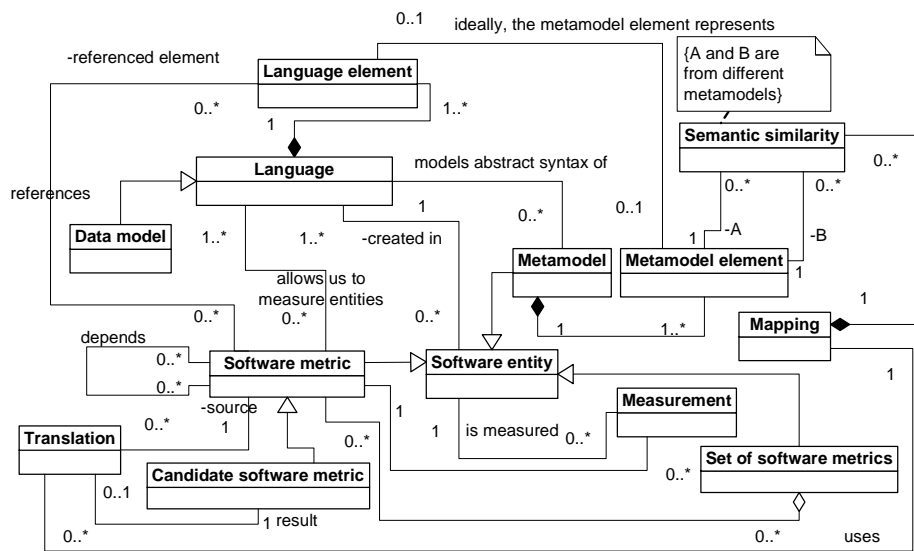 0..1
ideally, the metamodel element represents
-referenced element
{A and B are
from different
metamodels}
Language element
0..*
1
1..*
Semantic similarity
0..*
Language
models abstract syntax of
0..*
0..*
references
1
0..*
0..1
-A
-B
Data model
1..*
1..*
-created in
1
Metamodel
Metamodel element
1
allows us to
measure entities
0..*
0..*
0..*
1
1..*
Mapping
1
depends
0..*
Software metric
Software entity
1
0..*
-source
1
Measurement
Translation
0..*
1
0..*
1
is measured
0..*
Set of software metrics
0..*
Candidate software metric
0..1
1
result
0..*
0..*
uses